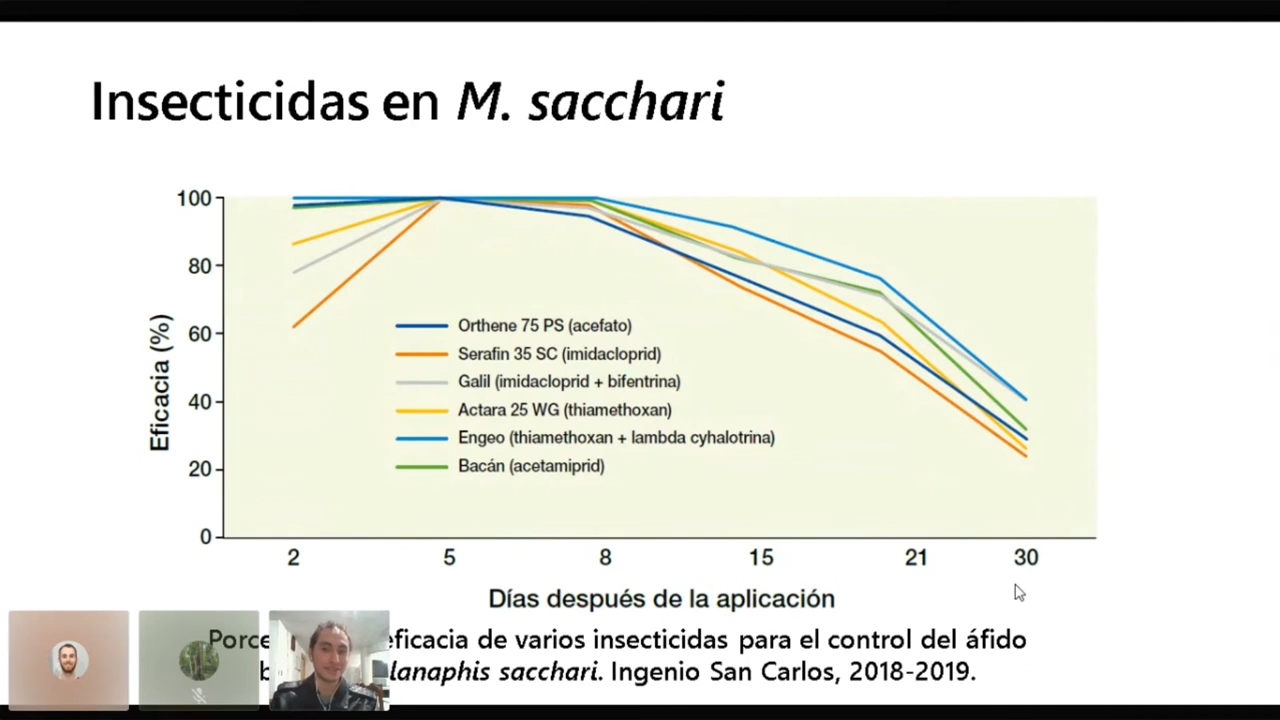 Insecticidas en M. sacchari
100
80
60
40
20
0
Eficacia (%)
Orthene 75 PS (acefato)
Serafin 35 SC (imidacloprid)
Galil (imidacloprid + bifentrina)
Actara 25 WG (thiamethoxan)
Engeo (thiamethoxan + lambda cyhalotrina)
Bacán (acetamiprid)
2 5 8 15 21 30
Días después de la aplicación
eficacia de varios insecticidas para el control del áfido
sacchari. Ingenio San Carlos, 2018-2019.